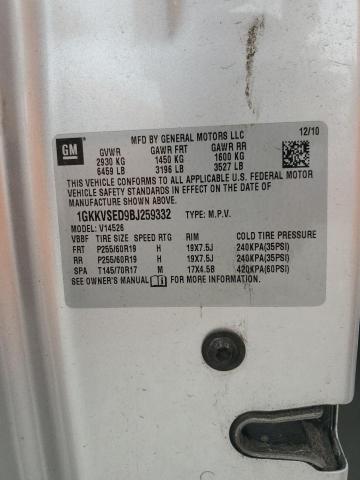 GM
MFD BY GENERAL MOTORS LLC 12/10
GVWR GAWR FRT GAWR RR
2930 KG 1450 KG 1600 KG
6459 LB 3196 LB 3527 LB
THIS VEHICLE CONFORMS TO ALL APPLICABLE U.S. FEDERAL MOTOR
VEHICLE SAFETY STANDARDS IN EFFECT ON THE DATE OF
MANUFACTURE SHOWN ABOVE.
1GKKVSED9BJ259332 TYPE: M.P.V.
MODEL: V14526
VBBF TIRE SIZE SPEED RTG RIM COLD TIRE PRESSURE
FRT P255/60R19 H 19X7.5J 240KPA(35PSI)
RR P255/60R19 H 19X7.5J 240KPA(35PSI)
SPA T145/70R17 M 17X4.5B 420KPA(60PSI)
SEE OWNER'S MANUAL FOR ADDITIONAL INFORMATION.